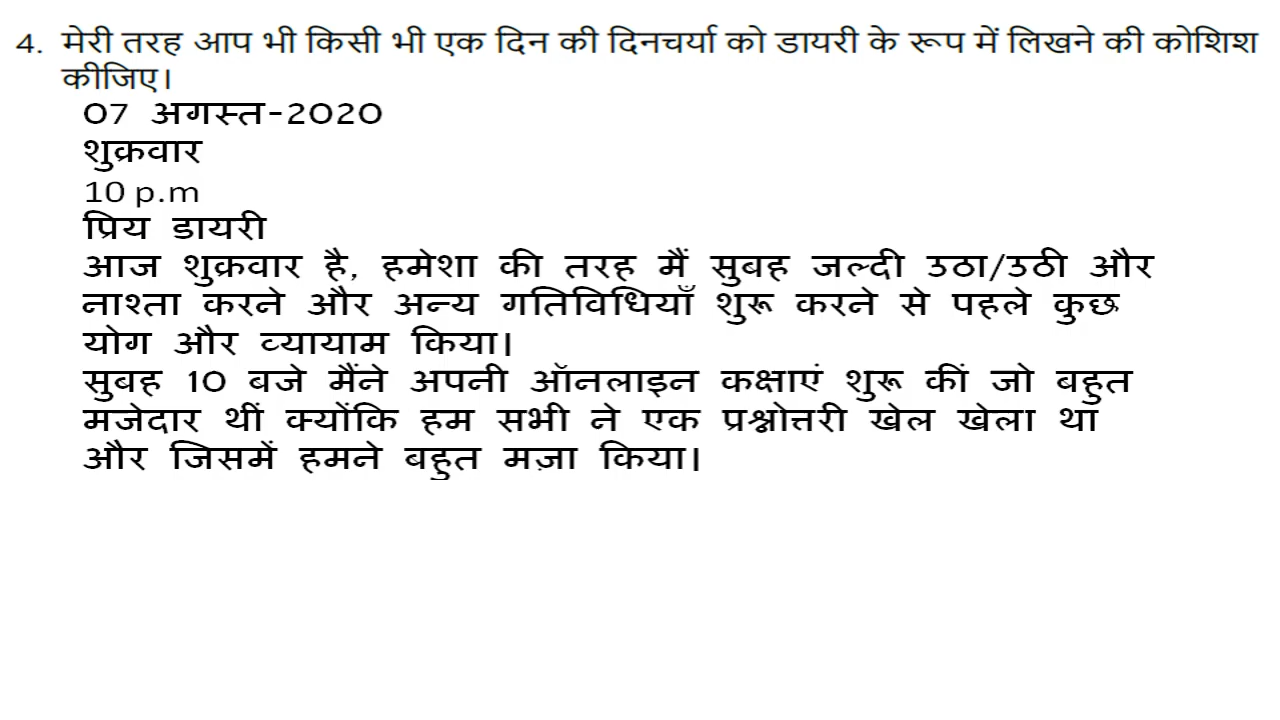 4. मेरी तरह आप भी किसी भी एक दिन की दिनचर्या को डायरी के रूप में लिखने की कोशिश
कीजिए।
07 अगस्त-2020
शुक्रवार
10 p.m
प्रिय डायरी
आज शुक्रवार है, हमेशा की तरह मैं सुबह जल्दी उठा/उठी और
नाश्ता करने और अन्य गतिविधियाँ शुरू करने से पहले कुछ
योग और व्यायाम किया।
सुबह 10 बजे मैंने अपनी ऑनलाइन कक्षाएं शुरू कीं जो बहुत
मजेदार थीं क्योंकि हम सभी ने एक प्रश्नोत्तरी खेल खेला था
और जिसमें हमने बहुत मज़ा किया।